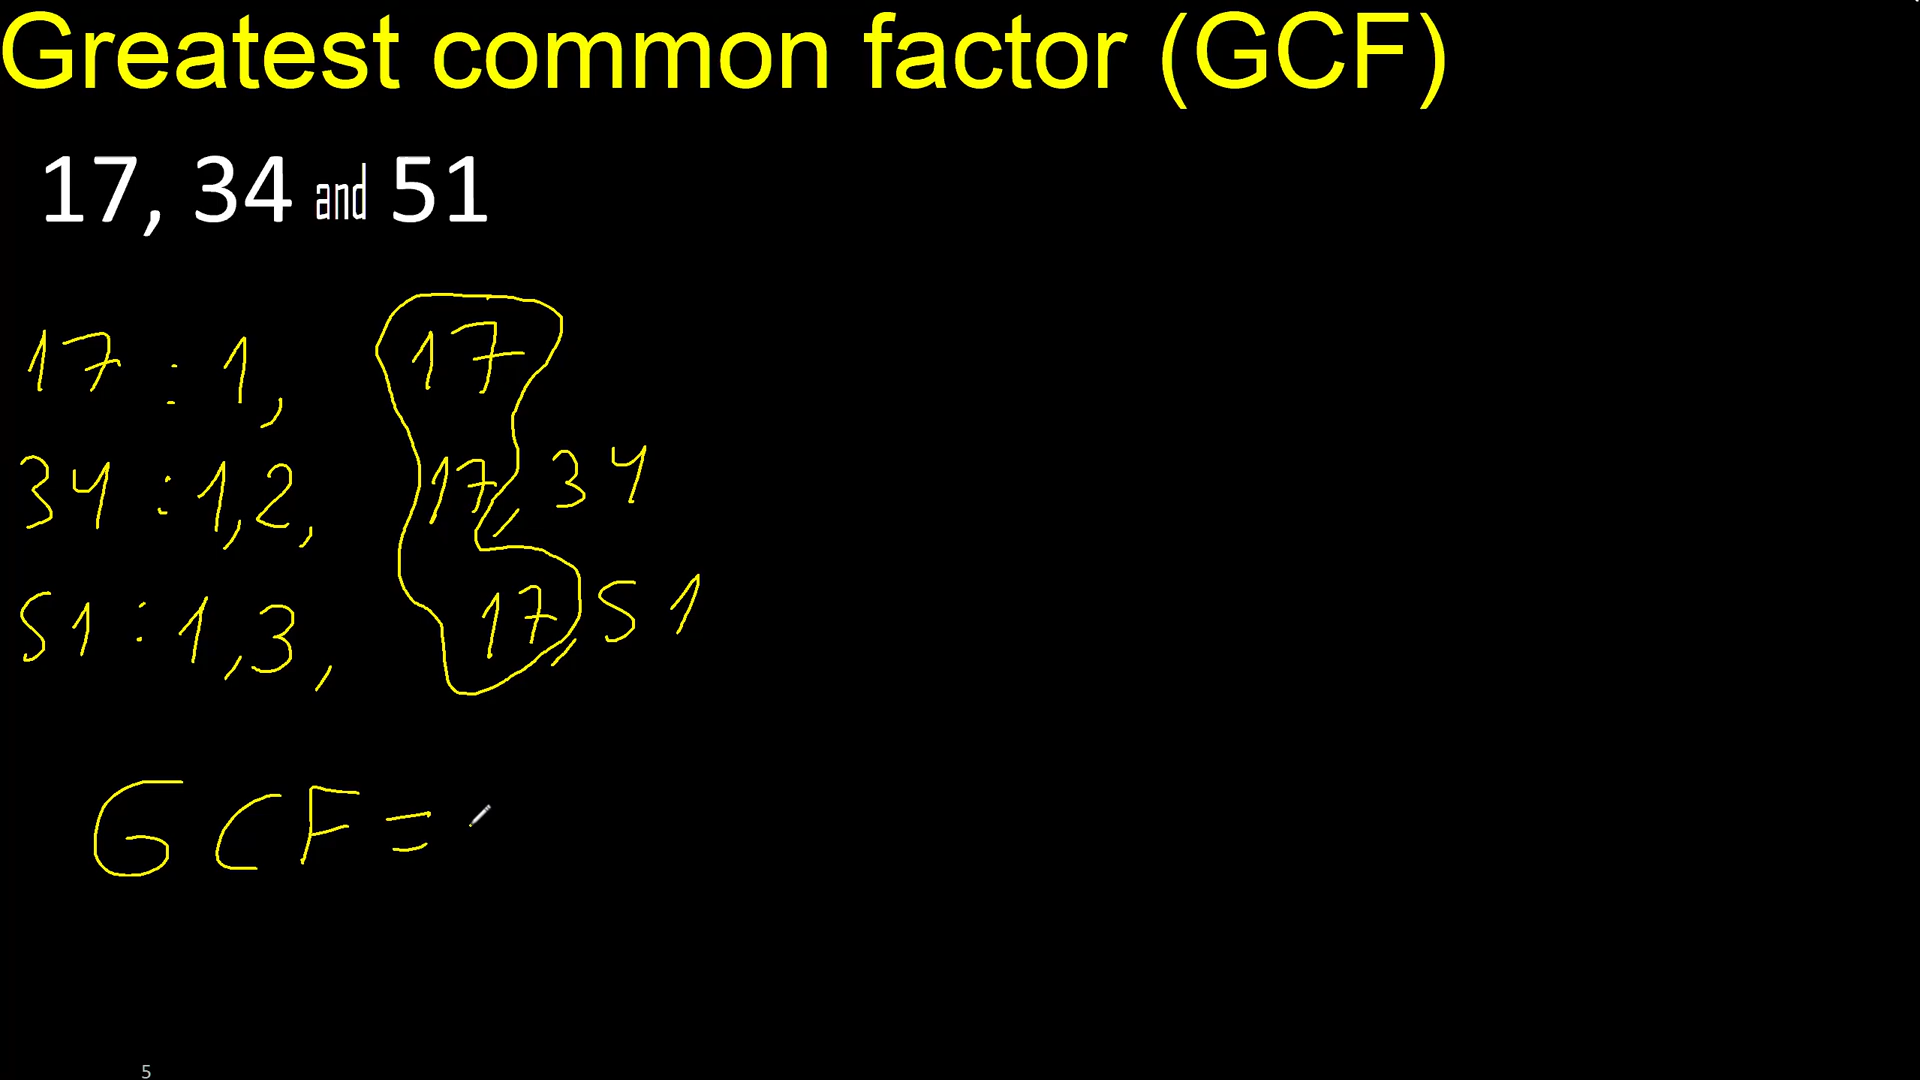 Greatest common factor (GCF)
17, 34 and 51
17 : 1, 17
34 : 1, 2, 17, 34
51 : 1, 3, 17, 51
GCF =
5